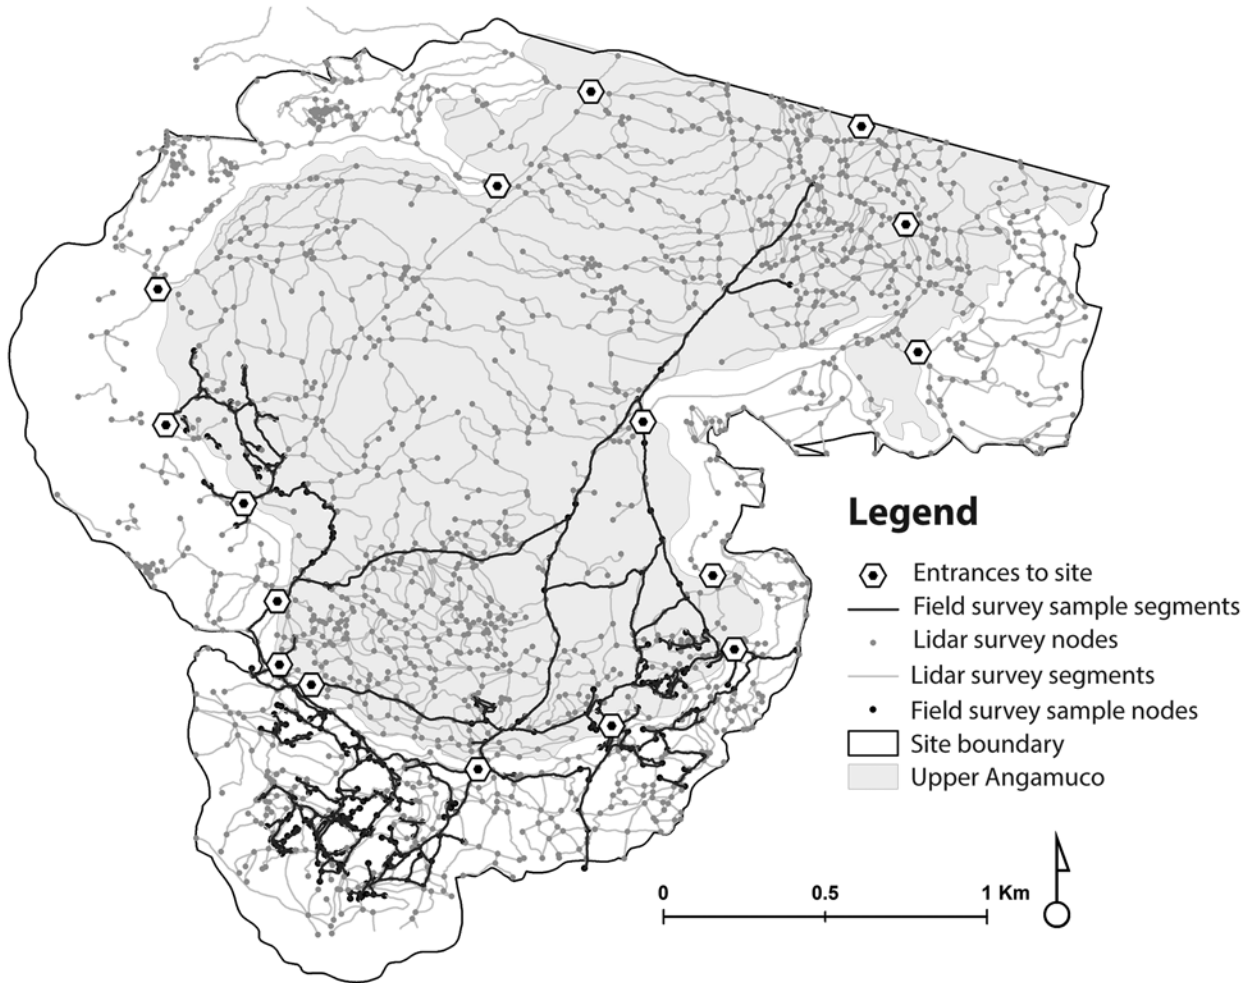 Legend
Entrances to site
Field survey sample segments
Lidar survey nodes
Lidar survey segments
Field survey sample nodes
Site boundary
Upper Angamuco
0 0.5 1 Km